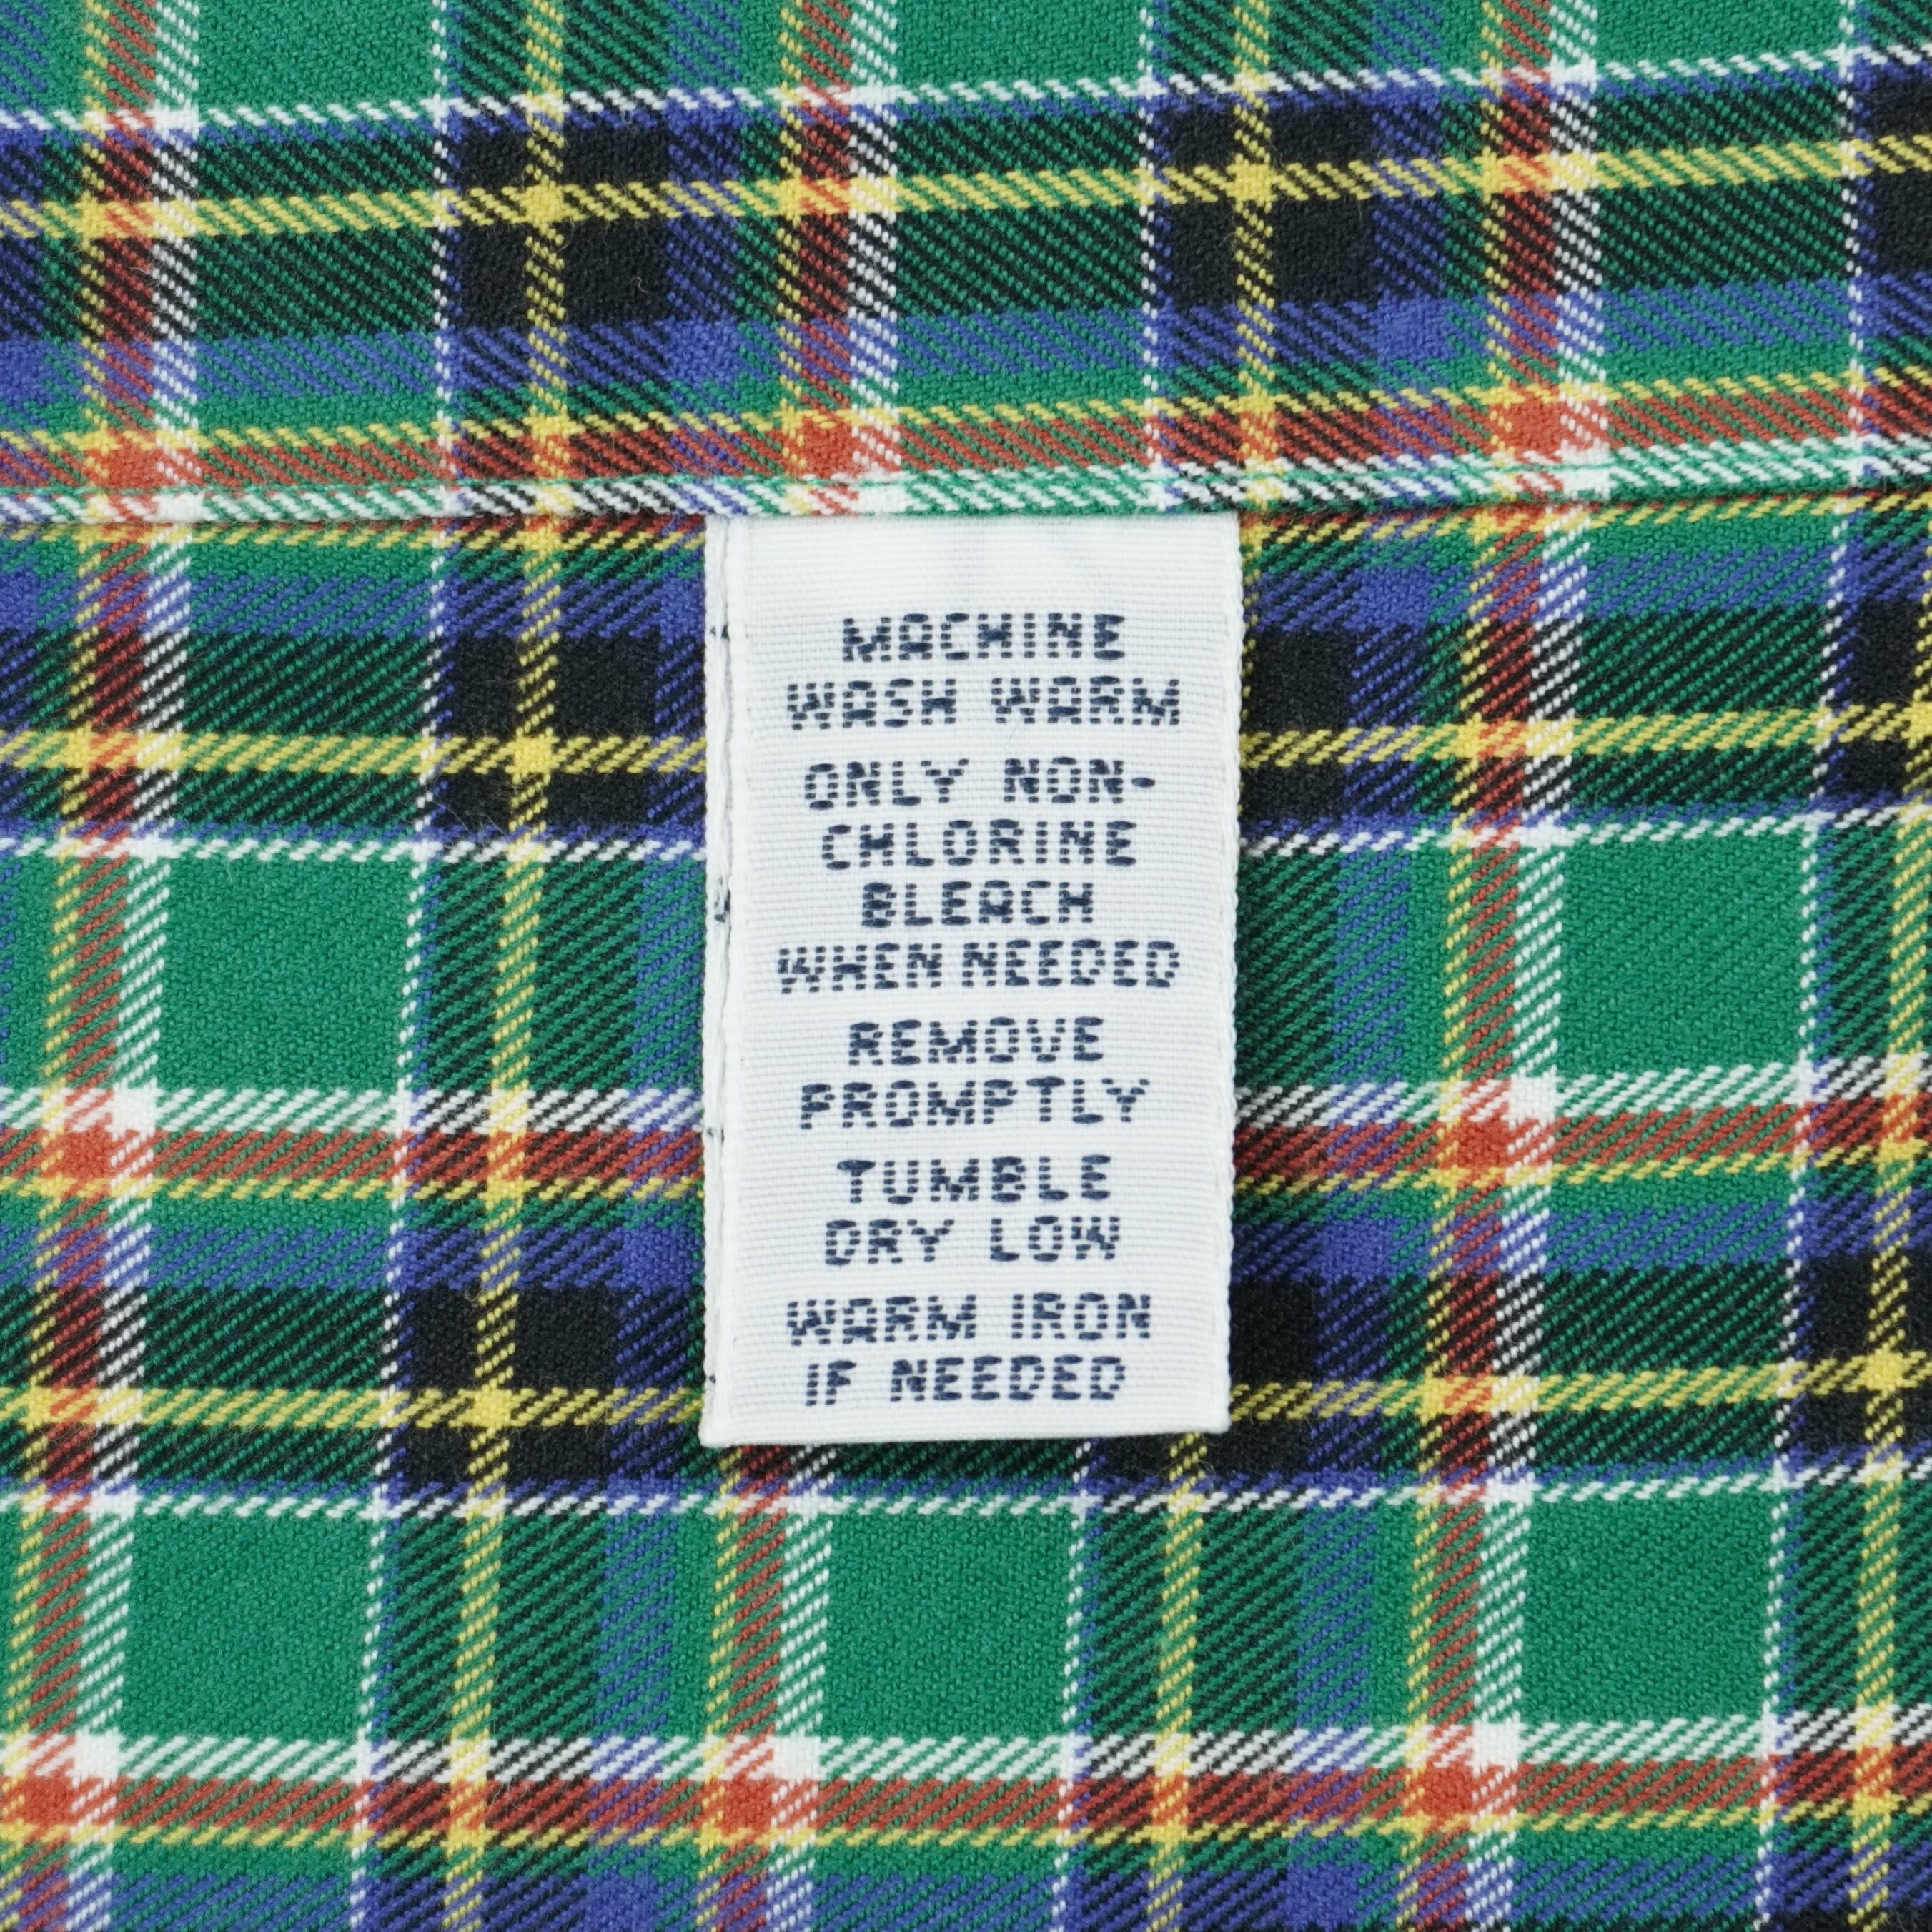 MACHINE
WASH WARM
ONLY NON-
CHLORINE
BLEACH
WHEN NEEDED
REMOVE
PROMPTLY
TUMBLE
DRY LOW
WARM IRON
IF NEEDED